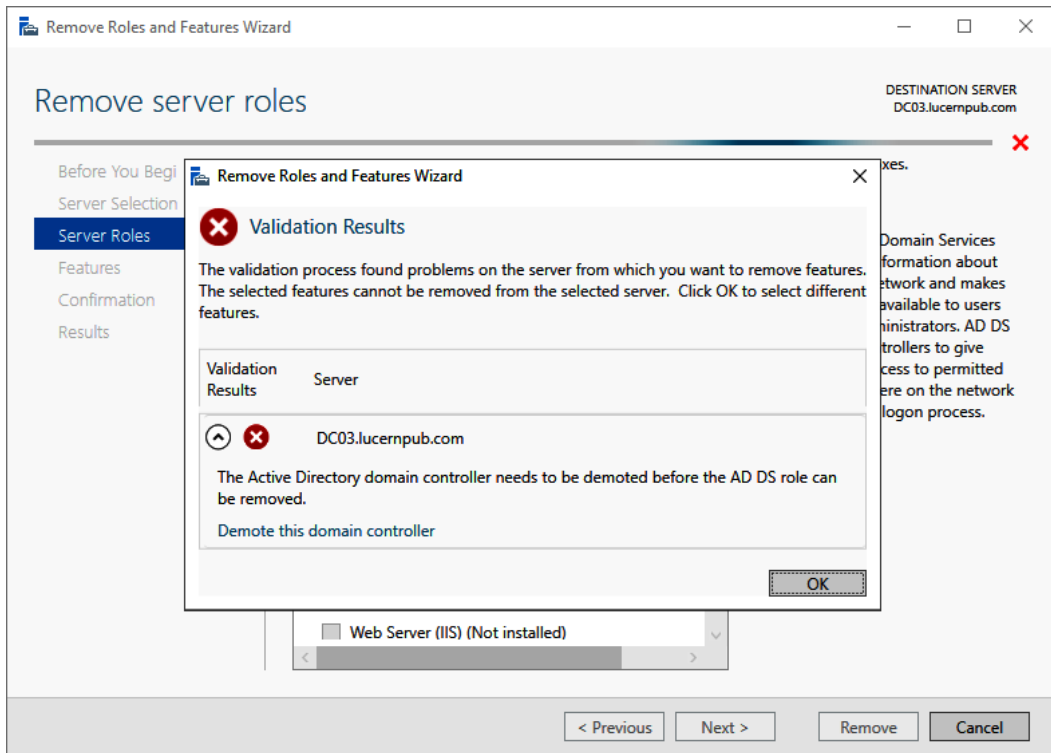 Remove Roles and Features Wizard
Remove server roles
DESTINATION SERVER
DC03.lucernpub.com
Before You Begi
Server Selection
Server Roles
Features
Confirmation
Results
xes.
Domain Services
formation about
etwork and makes
available to users
ministrators. AD DS
trollers to give
cess to permitted
ere on the network
logon process.
Remove Roles and Features Wizard
Validation Results
The validation process found problems on the server from which you want to remove features.
The selected features cannot be removed from the selected server. Click OK to select different
features.
Validation
Results
Server
DC03.lucernpub.com
The Active Directory domain controller needs to be demoted before the AD DS role can
be removed.
Demote this domain controller
OK
Web Server (IIS) (Not installed)
< Previous
Next >
Remove
Cancel